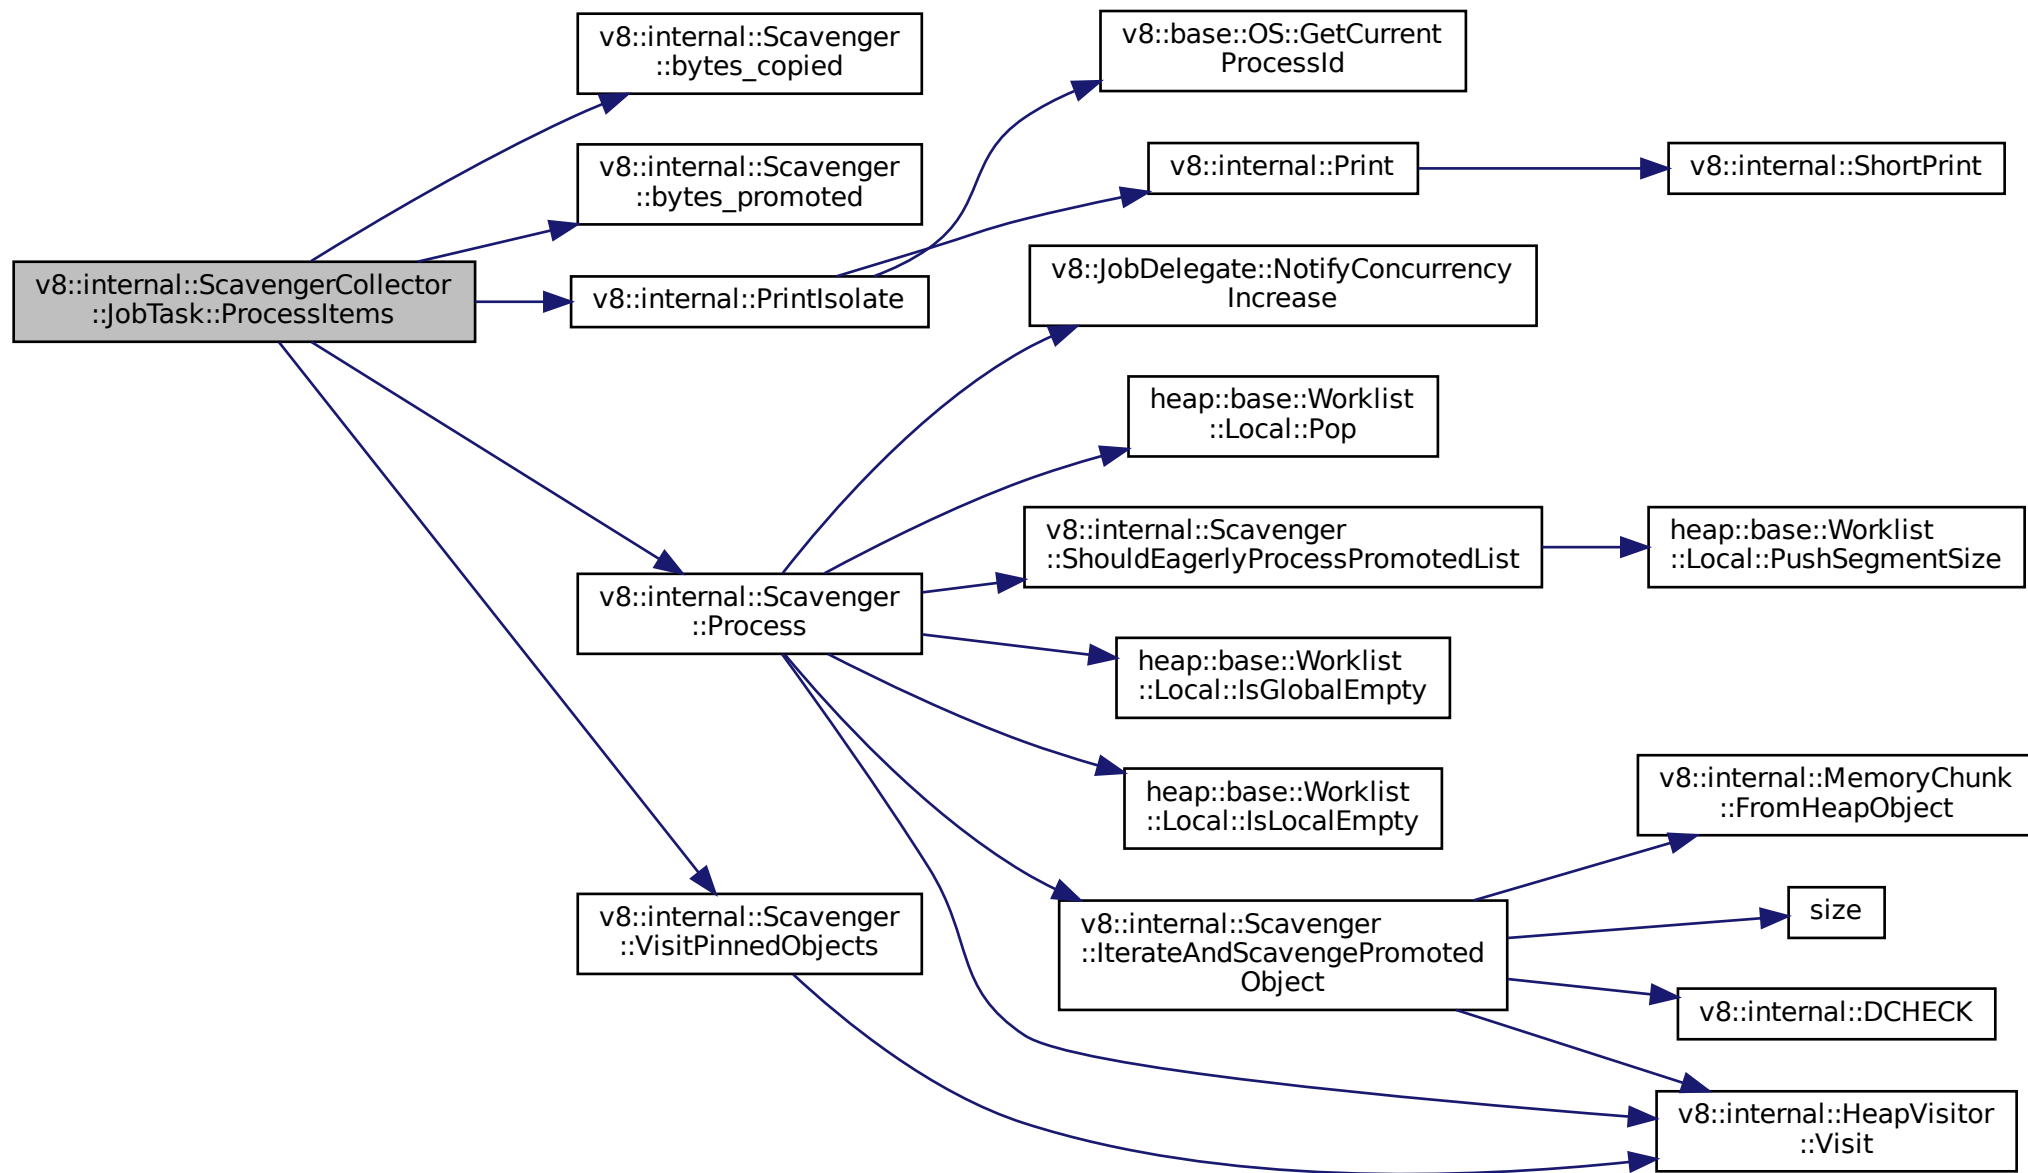 v8::internal::ScavengerCollector
::JobTask::ProcessItems
v8::internal::Scavenger
::bytes_copied
v8::internal::Scavenger
::bytes_promoted
v8::internal::PrintIsolate
v8::internal::Scavenger
::Process
v8::internal::Scavenger
::VisitPinnedObjects
v8::base::OS::GetCurrent
ProcessId
v8::internal::Print
v8::internal::ShortPrint
v8::JobDelegate::NotifyConcurrency
Increase
heap::base::Worklist
::Local::Pop
v8::internal::Scavenger
::ShouldEagerlyProcessPromotedList
heap::base::Worklist
::Local::PushSegmentSize
heap::base::Worklist
::Local::IsGlobalEmpty
heap::base::Worklist
::Local::IsLocalEmpty
v8::internal::Scavenger
::IterateAndScavengePromoted
Object
v8::internal::MemoryChunk
::FromHeapObject
size
v8::internal::DCHECK
v8::internal::HeapVisitor
::Visit